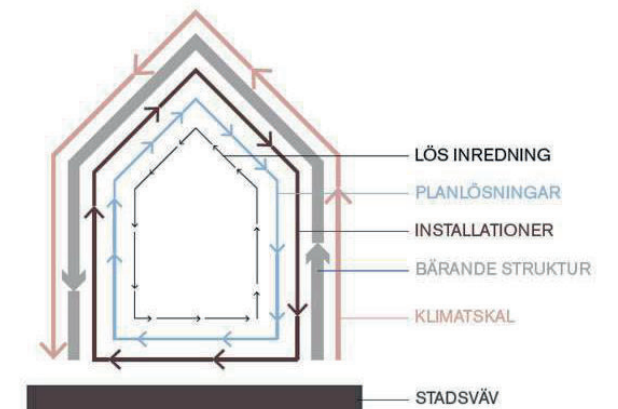 LÖS INREDNING
PLANLÖSNINGAR
INSTALLATIONER
BÄRANDE STRUKTUR
KLIMATSKAL
STADSVÄV